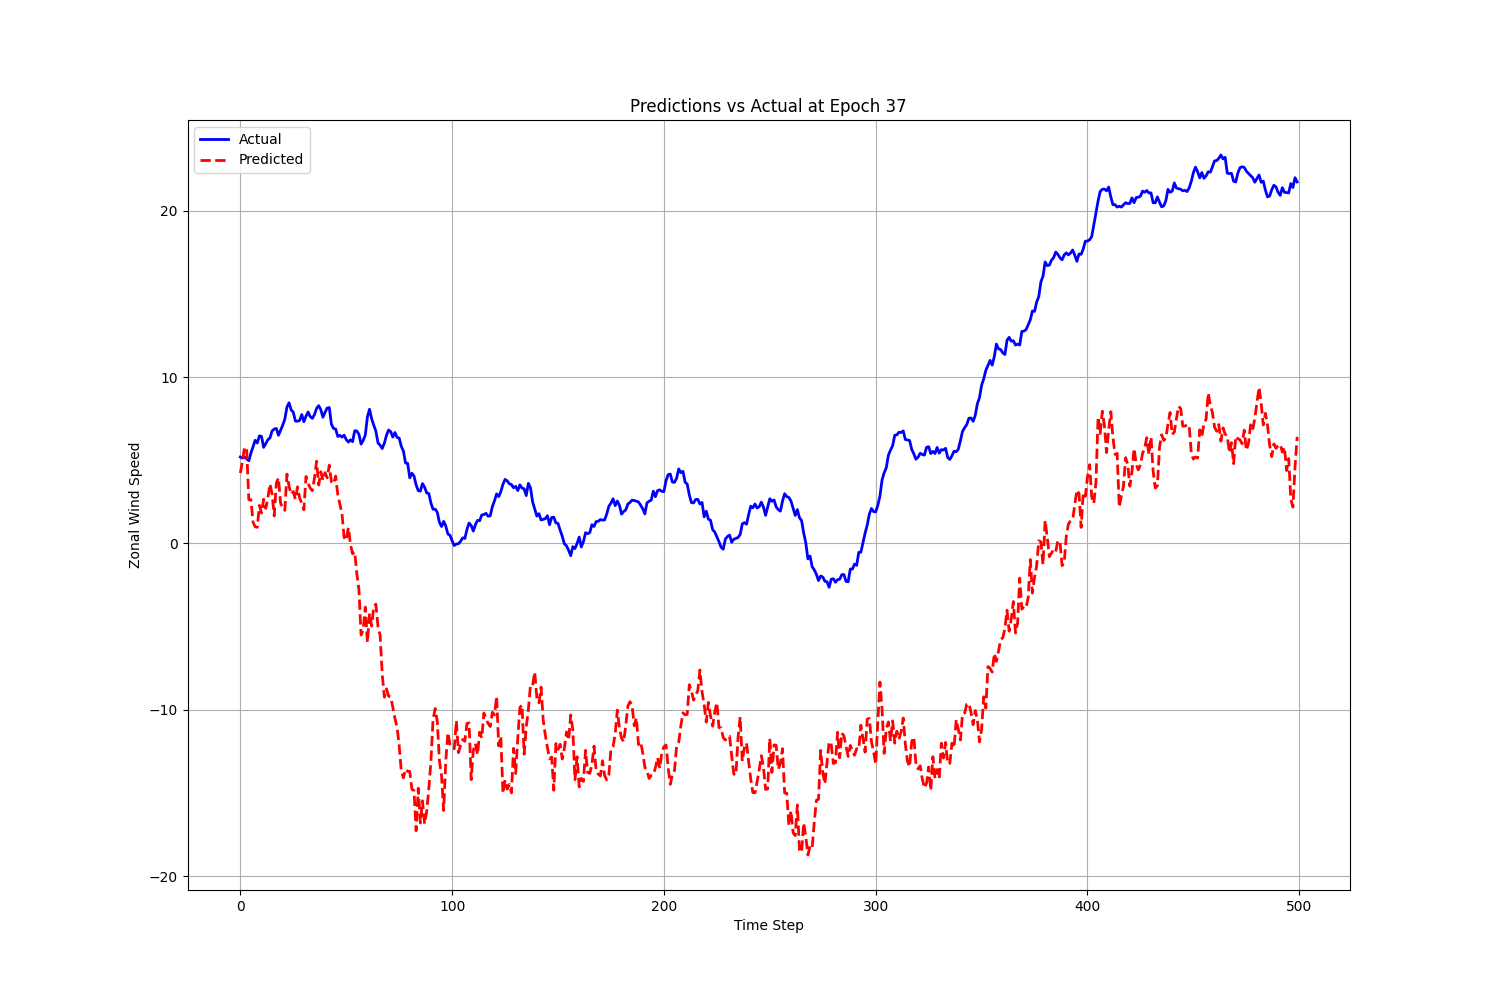 Predictions vs Actual at Epoch 37
Actual
Predicted
Zonal Wind Speed
20
10
0
−10
−20
0 100 200 300 400 500
Time Step